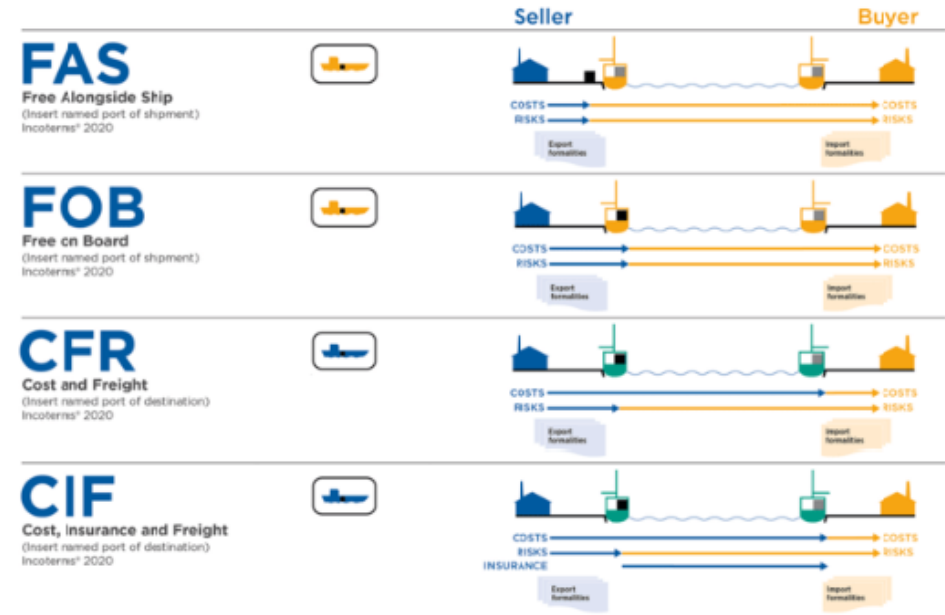 Seller Buyer
FAS
Free Alongside Ship
(Insert named port of shipment)
Incoterms® 2020
COSTS COSTS
RISKS RISKS
Export
formalities
Import
formalities
FOB
Free on Board
(Insert named port of shipment)
Incoterms® 2020
COSTS COSTS
RISKS RISKS
Export
formalities
Import
formalities
CFR
Cost and Freight
(Insert named port of destination)
Incoterms® 2020
COSTS COSTS
RISKS RISKS
Export
formalities
Import
formalities
CIF
Cost, Insurance and Freight
(Insert named port of destination)
Incoterms® 2020
COSTS COSTS
RISKS RISKS
INSURANCE
Export
formalities
Import
formalities